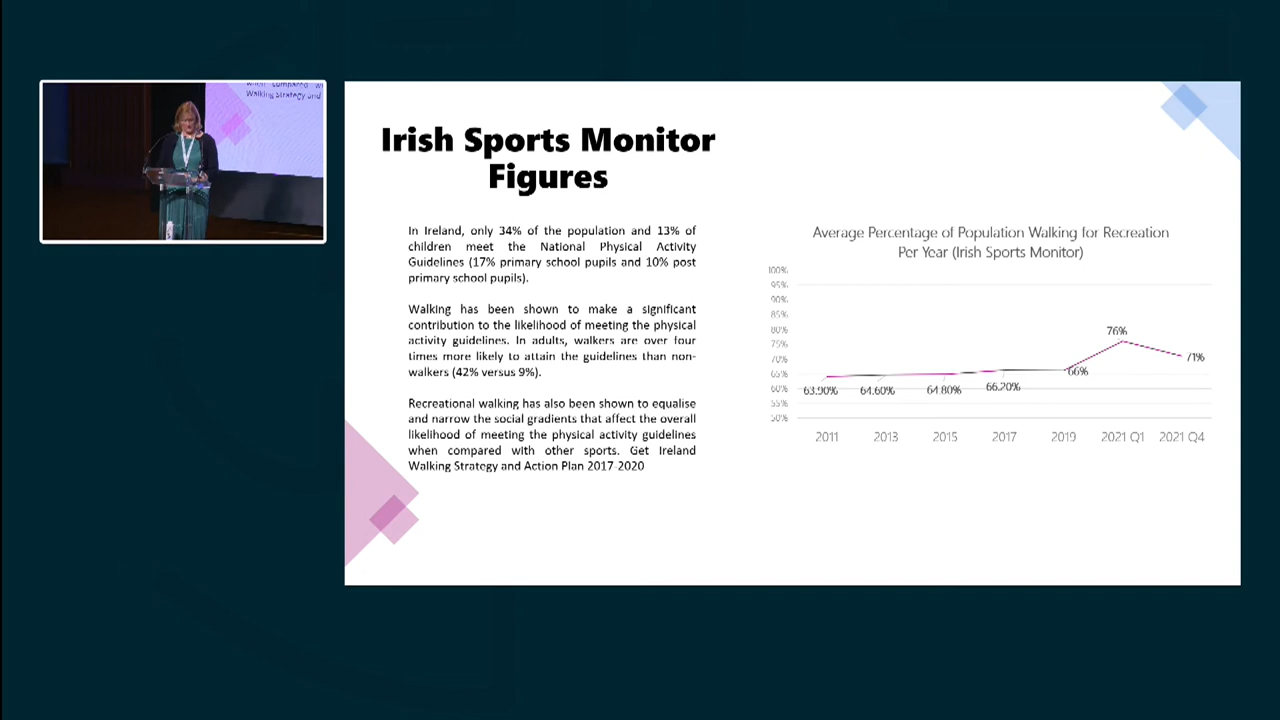 when compared wi
Walking Strategy and
Irish Sports Monitor
Figures
In Ireland, only 34% of the population and 13% of
children meet the National Physical Activity
Guidelines (17% primary school pupils and 10% post
primary school pupils).
Walking has been shown to make a significant
contribution to the likelihood of meeting the physical
activity guidelines. In adults, walkers are over four
times more likely to attain the guidelines than non-
walkers (42% versus 9%).
Recreational walking has also been shown to equalise
and narrow the social gradients that affect the overall
likelihood of meeting the physical activity guidelines
when compared with other sports. Get Ireland
Walking Strategy and Action Plan 2017-2020
Average Percentage of Population Walking for Recreation
Per Year (Irish Sports Monitor)
100%
95%
90%
85%
80%
75%
70%
65%
60%
55%
50%
63.90%
64.60%
64.80%
66.20%
66%
76%
71%
2011 2013 2015 2017 2019 2021 Q1 2021 Q4